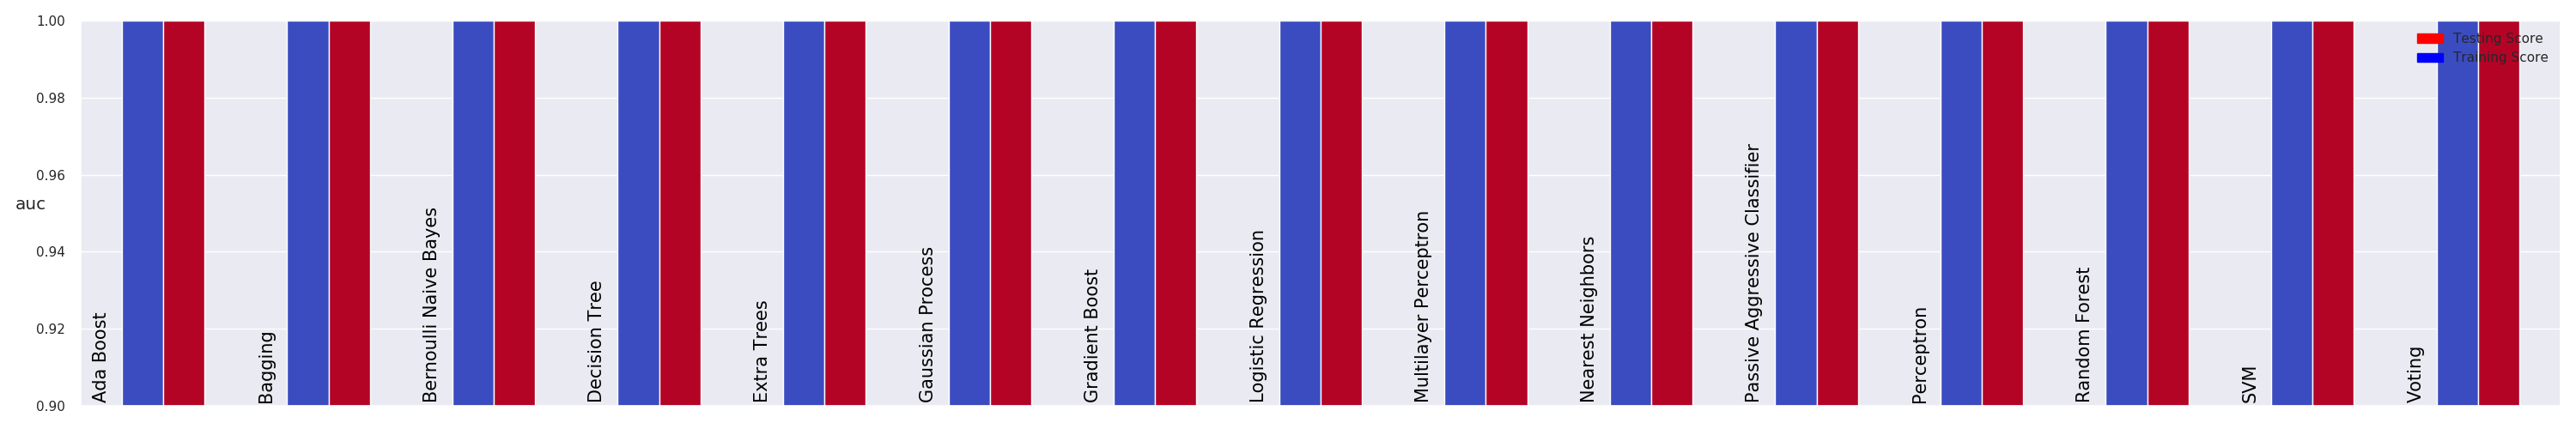 1.00
0.98
0.96
0.94
0.92
0.90
auc
Ada Boost
Bagging
Bernoulli Naive Bayes
Decision Tree
Extra Trees
Gaussian Process
Gradient Boost
Logistic Regression
Multilayer Perceptron
Nearest Neighbors
Passive Aggressive Classifier
Perceptron
Random Forest
SVM
Voting
Testing Score
Training Score